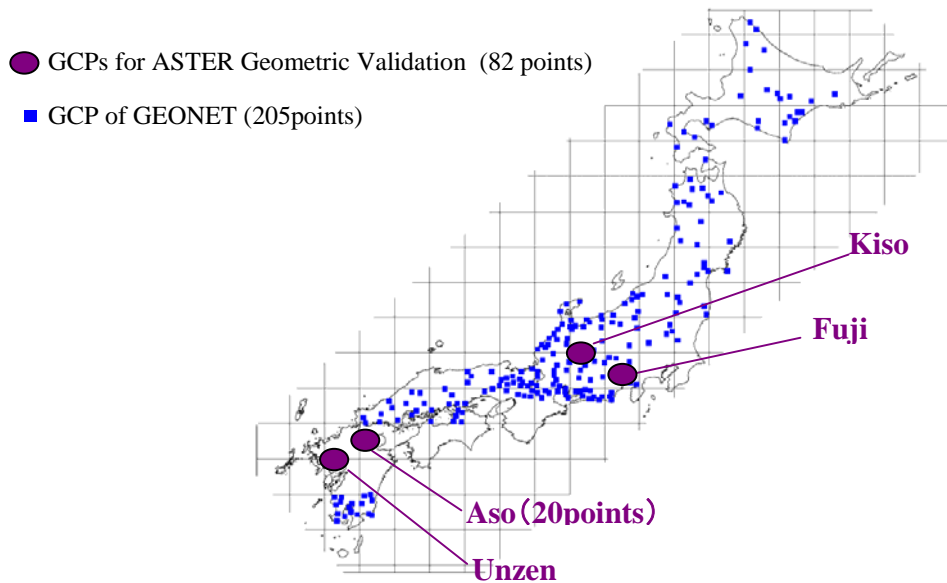 GCPs for ASTER Geometric Validation (82 points)
GCP of GEONET (205points)
Kiso
Fuji
Aso（20points）
Unzen